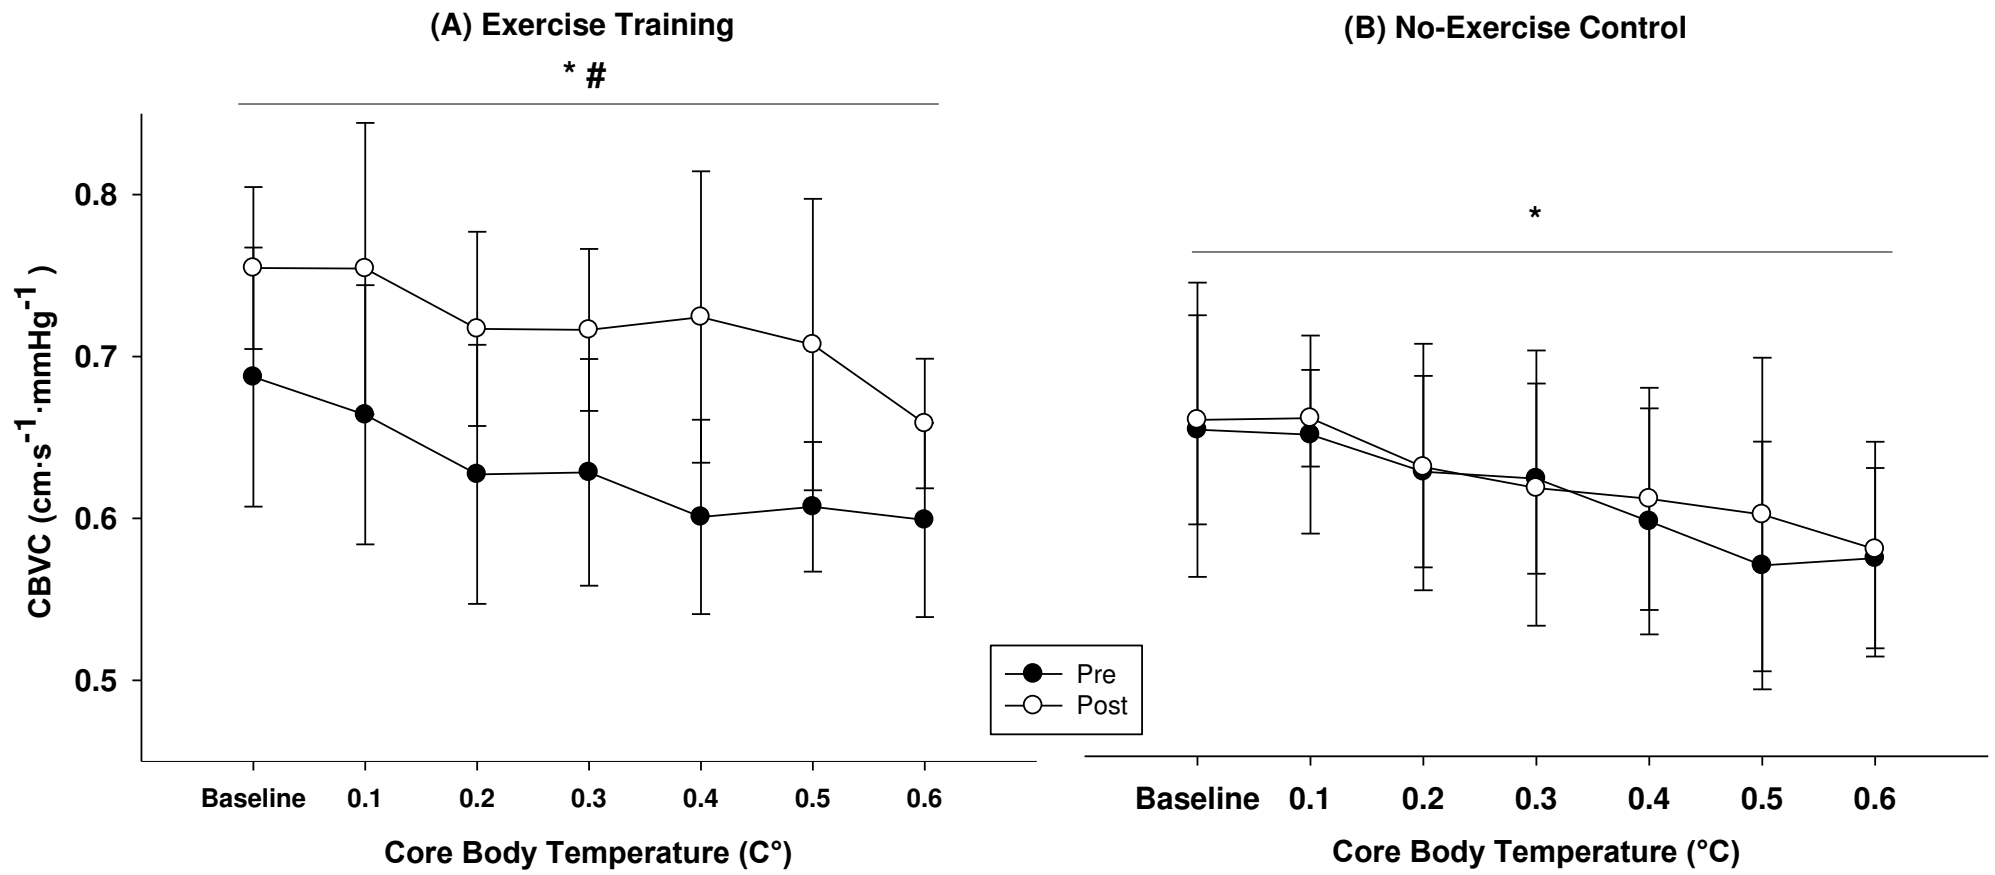 (A) Exercise Training
* #
(B) No-Exercise Control
*
CBVC (cm·s⁻¹·mmHg⁻¹ )
0.8
0.7
0.6
0.5
Pre
Post
Baseline 0.1 0.2 0.3 0.4 0.5 0.6
Core Body Temperature (C°)
Baseline 0.1 0.2 0.3 0.4 0.5 0.6
Core Body Temperature (°C)